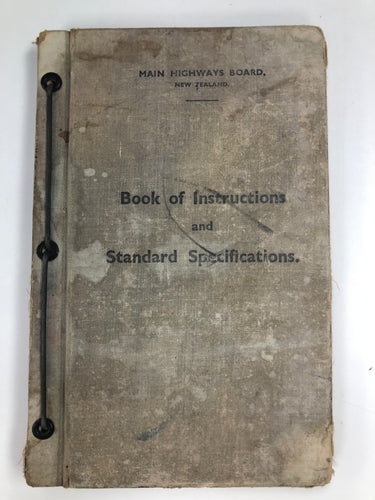 MAIN HIGHWAYS BOARD,
NEW ZEALAND.
Book of Instructions
and
Standard Specifications.